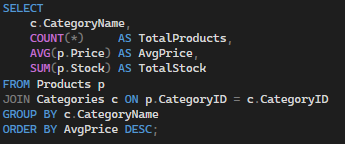 SELECT
    c.CategoryName,
    COUNT(*)     AS TotalProducts,
    AVG(p.Price) AS AvgPrice,
    SUM(p.Stock) AS TotalStock
FROM Products p
JOIN Categories c ON p.CategoryID = c.CategoryID
GROUP BY c.CategoryName
ORDER BY AvgPrice DESC;